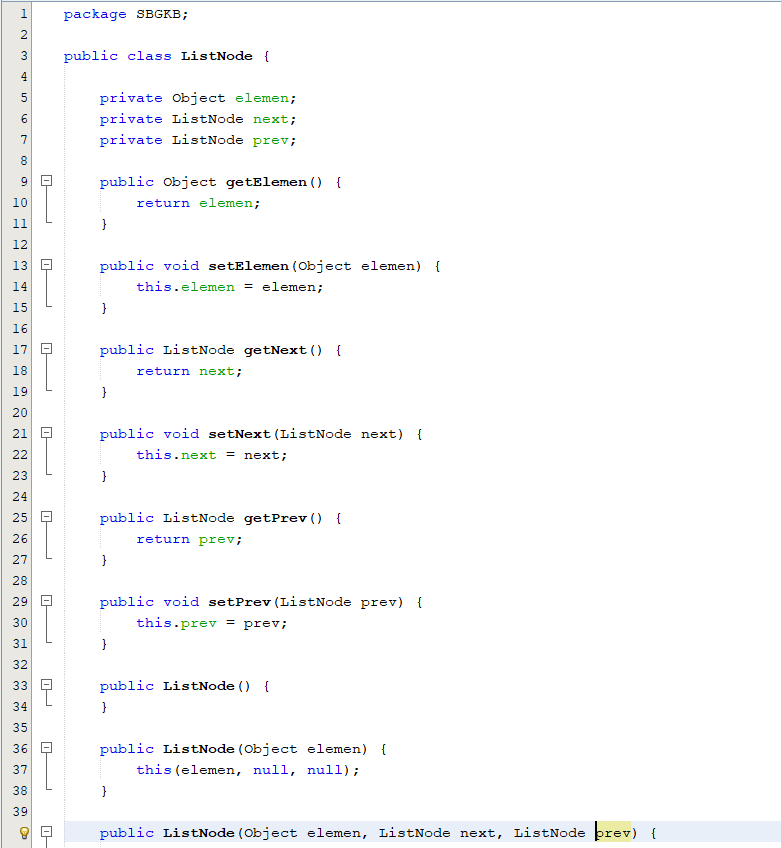 1 package SBGKB;
2
3 public class ListNode {
4
5 private Object elemen;
6 private ListNode next;
7 private ListNode prev;
8
9 public Object getElemen() {
10 return elemen;
11 }
12
13 public void setElemen(Object elemen) {
14 this.elemen = elemen;
15 }
16
17 public ListNode getNext() {
18 return next;
19 }
20
21 public void setNext(ListNode next) {
22 this.next = next;
23 }
24
25 public ListNode getPrev() {
26 return prev;
27 }
28
29 public void setPrev(ListNode prev) {
30 this.prev = prev;
31 }
32
33 public ListNode() {
34 }
35
36 public ListNode(Object elemen) {
37 this(elemen, null, null);
38 }
39
public ListNode(Object elemen, ListNode next, ListNode prev) {